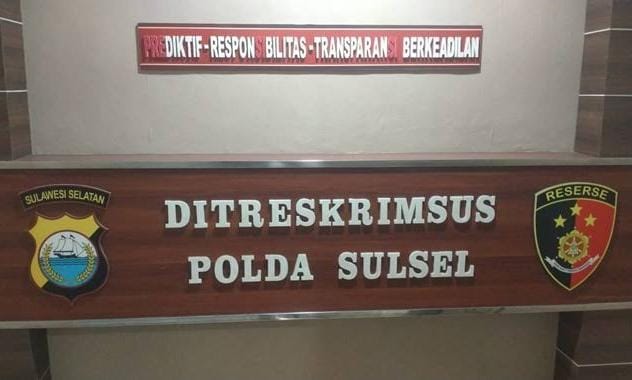 PREDIKTIF-RESPONSIBILITAS-TRANSPARANSI BERKEADILAN
SULAWESI SELATAN
DITRESKRIMSUS
POLDA SULSEL
RESERSE